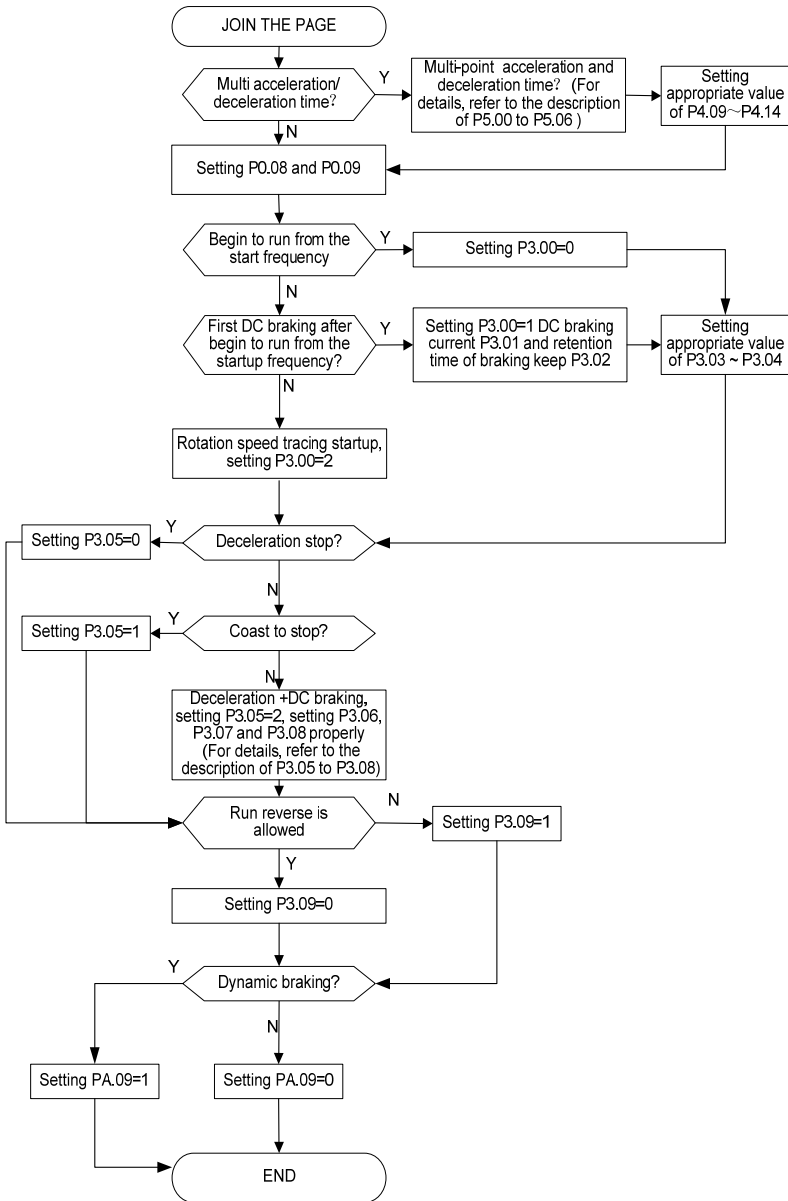 JOIN THE PAGE
Multi acceleration/
deceleration time?
Y
Multi-point acceleration and
deceleration time? (For
details, refer to the description
of P5.00 to P5.06 )
Setting
appropriate value
of P4.09～P4.14
N
Setting P0.08 and P0.09
Begin to run from the
start frequency
Y
Setting P3.00=0
N
First DC braking after
begin to run from the
startup frequency?
Y
Setting P3.00=1 DC braking
current P3.01 and retention
time of braking keep P3.02
Setting
appropriate value
of P3.03 ~ P3.04
N
Rotation speed tracing startup,
setting P3.00=2
Setting P3.05=0
Y
Deceleration stop?
N
Setting P3.05=1
Y
Coast to stop?
N
Deceleration +DC braking,
setting P3.05=2, setting P3.06,
P3.07 and P3.08 properly
(For details, refer to the
description of P3.05 to P3.08)
Run reverse is
allowed
N
Setting P3.09=1
Y
Setting P3.09=0
Y
Dynamic braking?
N
Setting PA.09=1
Setting PA.09=0
END